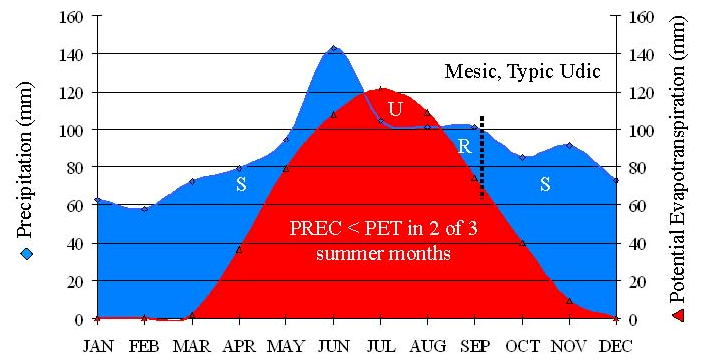 160
140
120
100
80
60
40
20
0
Precipitation (mm)
Mesic, Typic Udic
U
R
S
S
PREC < PET in 2 of 3
summer months
160
140
120
100
80
60
40
20
0
Potential Evapotranspiration (mm)
JAN FEB MAR APR MAY JUN JUL AUG SEP OCT NOV DEC